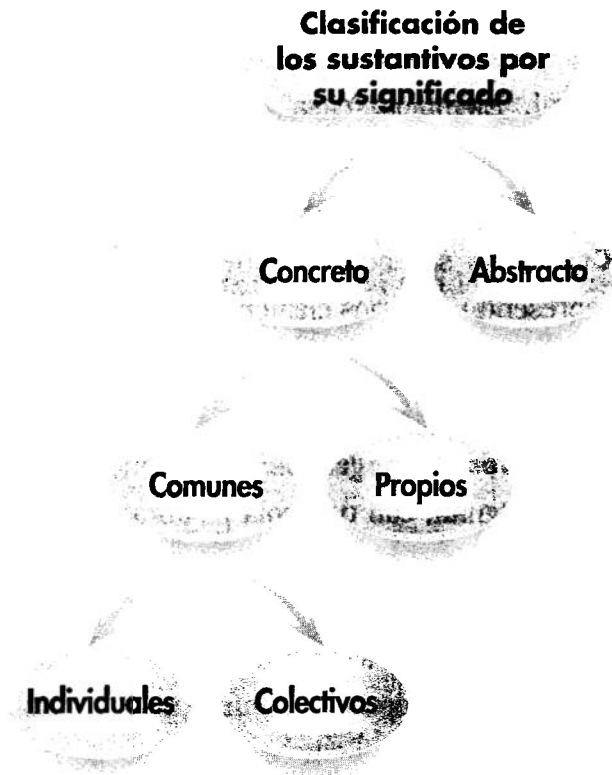 Clasificación de
los sustantivos por
su significado
Concreto
Abstracto
Comunes
Propios
Individuales
Colectivos